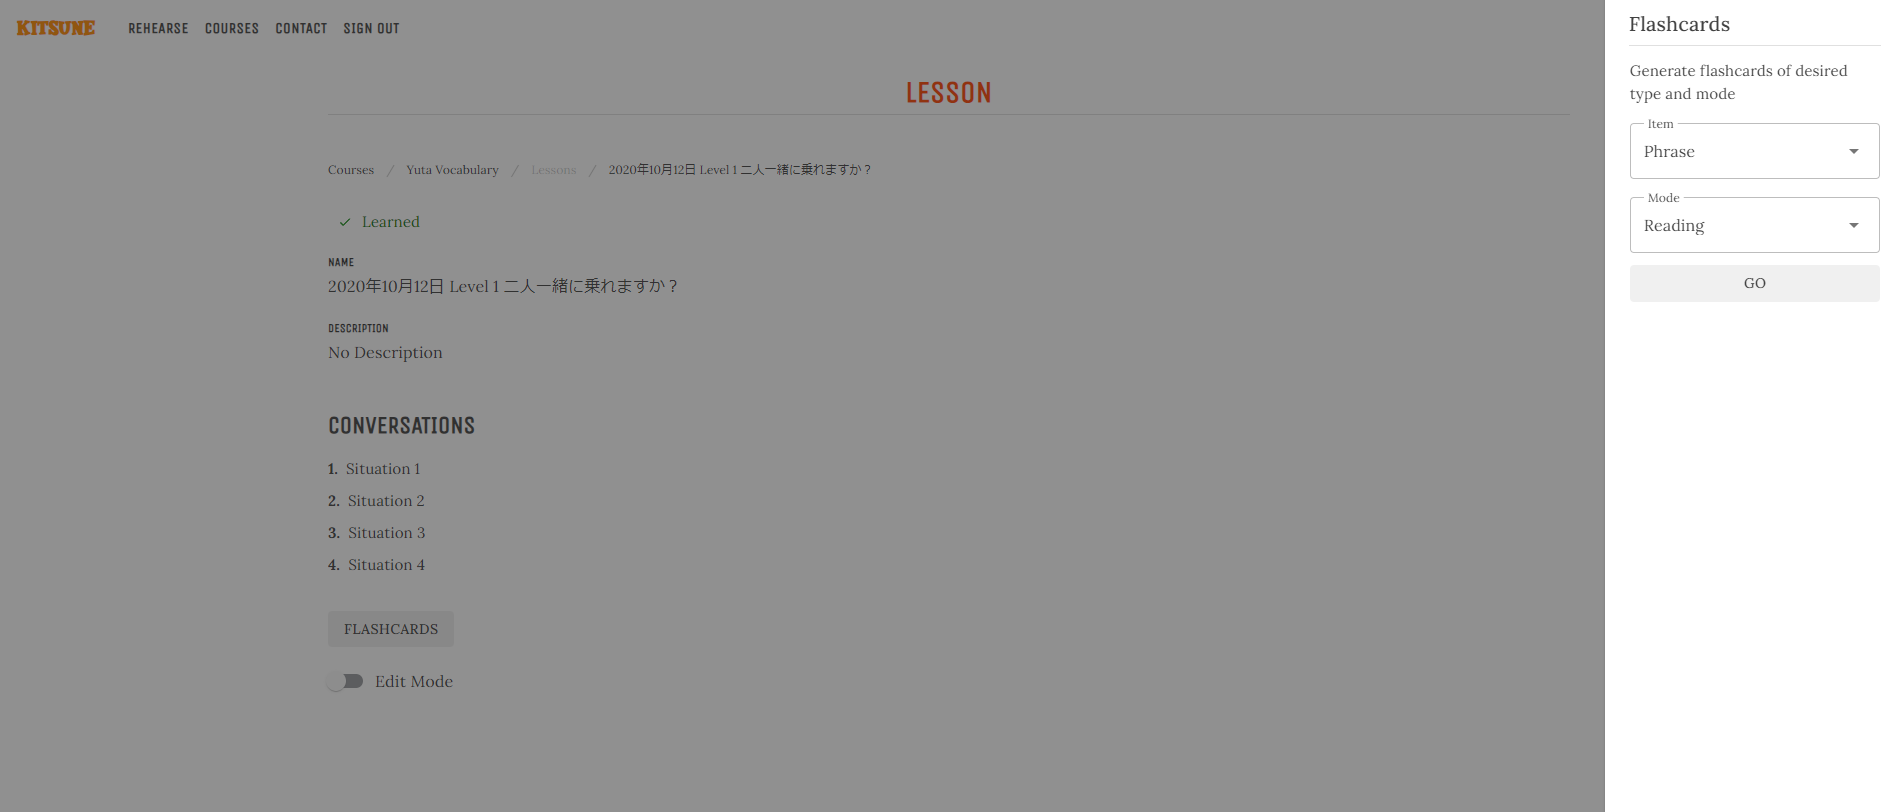 KITSUNE REHEARSE COURSES CONTACT SIGN OUT
LESSON
Courses / Yuta Vocabulary / Lessons / 2020年10月12日 Level 1 二人一緒に乗れますか？
Learned
NAME
2020年10月12日 Level 1 二人一緒に乗れますか？
DESCRIPTION
No Description
CONVERSATIONS
1. Situation 1
2. Situation 2
3. Situation 3
4. Situation 4
FLASHCARDS
Edit Mode
Flashcards
Generate flashcards of desired
type and mode
Item
Phrase
Mode
Reading
GO